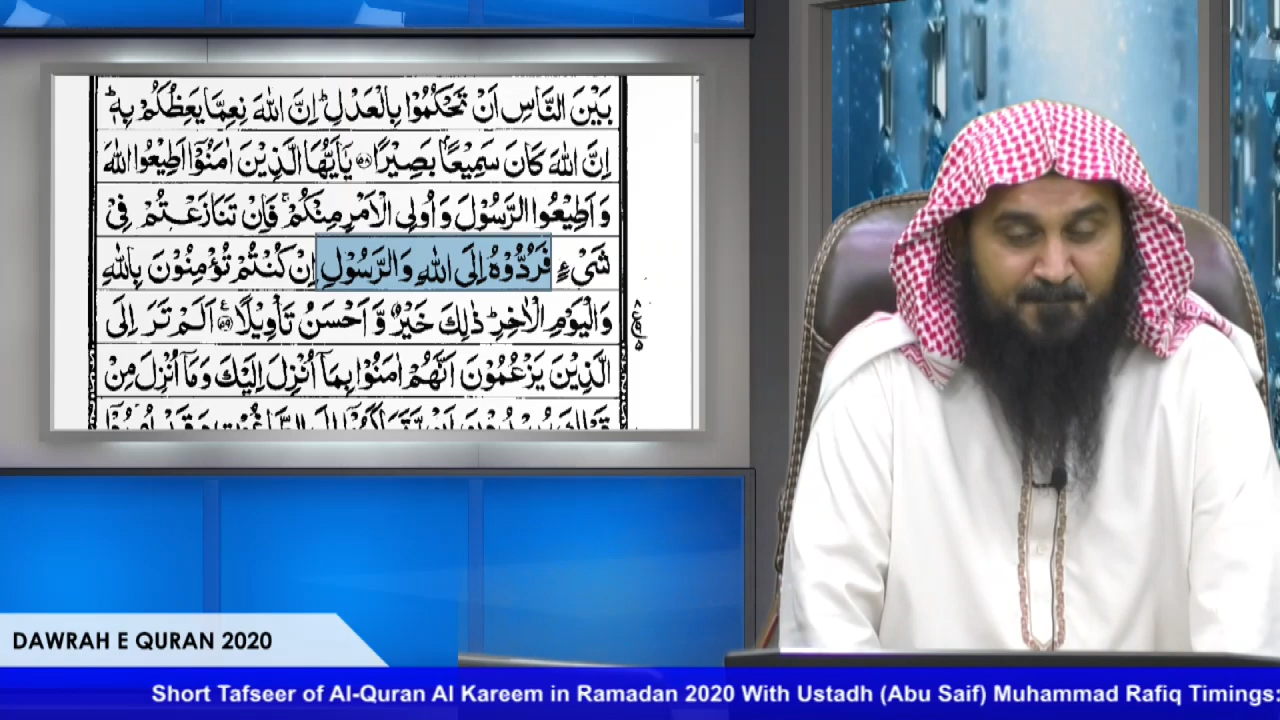 بَيْنَ النَّاسِ اَنْ تَحْكُمُوْا بِالْعَدْلِ ؕ اِنَّ اللّٰهَ نِعِمَّا يَعِظُكُمْ بِهٖ ؕ
اِنَّ اللّٰهَ كَانَ سَمِيْعًۢا بَصِيْرًا ۵۸ يٰۤاَيُّهَا الَّذِيْنَ اٰمَنُوْۤا اَطِيْعُوا اللّٰهَ
وَ اَطِيْعُوا الرَّسُوْلَ وَ اُولِى الْاَمْرِ مِنْكُمْ ۚ فَاِنْ تَنَازَعْتُمْ فِىْ
شَىْءٍ فَرُدُّوْهُ اِلَى اللّٰهِ وَ الرَّسُوْلِ اِنْ كُنْتُمْ تُؤْمِنُوْنَ بِاللّٰهِ
وَ الْيَوْمِ الْاٰخِرِ ؕ ذٰلِكَ خَيْرٌ وَّ اَحْسَنُ تَاْوِيْلًا ۵۹ اَلَمْ تَرَ اِلَى
الَّذِيْنَ يَزْعُمُوْنَ اَنَّهُمْ اٰمَنُوْا بِمَاۤ اُنْزِلَ اِلَيْكَ وَ مَاۤ اُنْزِلَ مِنْ
DAWRAH E QURAN 2020
Short Tafseer of Al-Quran Al Kareem in Ramadan 2020 With Ustadh (Abu Saif) Muhammad Rafiq Timings: